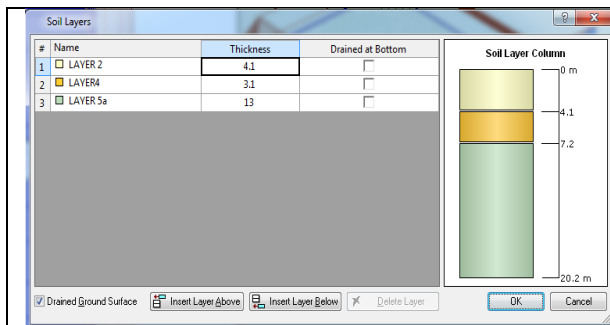 Soil Layers
# Name Thickness Drained at Bottom
1 LAYER 2 4.1
2 LAYER4 3.1
3 LAYER 5a 13
Soil Layer Column
0 m
4.1
7.2
20.2 m
Drained Ground Surface Insert Layer Above Insert Layer Below Delete Layer OK Cancel